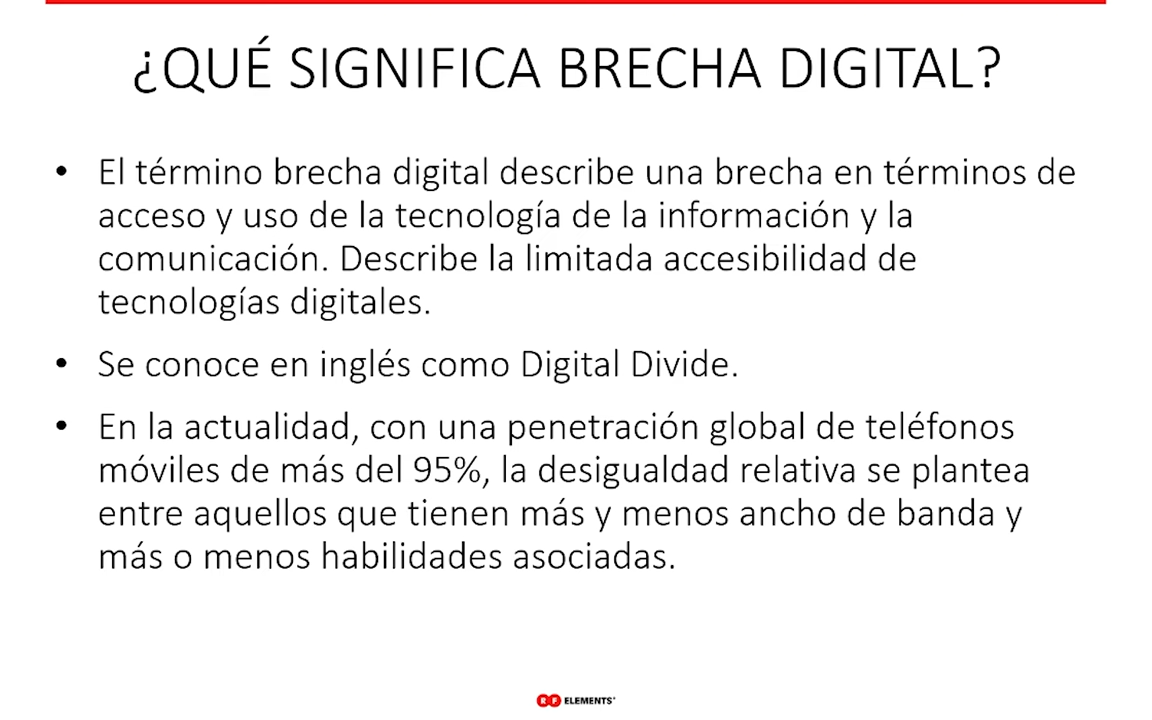 ¿QUÉ SIGNIFICA BRECHA DIGITAL?
• El término brecha digital describe una brecha en términos de
acceso y uso de la tecnología de la información y la
comunicación. Describe la limitada accesibilidad de
tecnologías digitales.
• Se conoce en inglés como Digital Divide.
• En la actualidad, con una penetración global de teléfonos
móviles de más del 95%, la desigualdad relativa se plantea
entre aquellos que tienen más y menos ancho de banda y
más o menos habilidades asociadas.
RF ELEMENTS